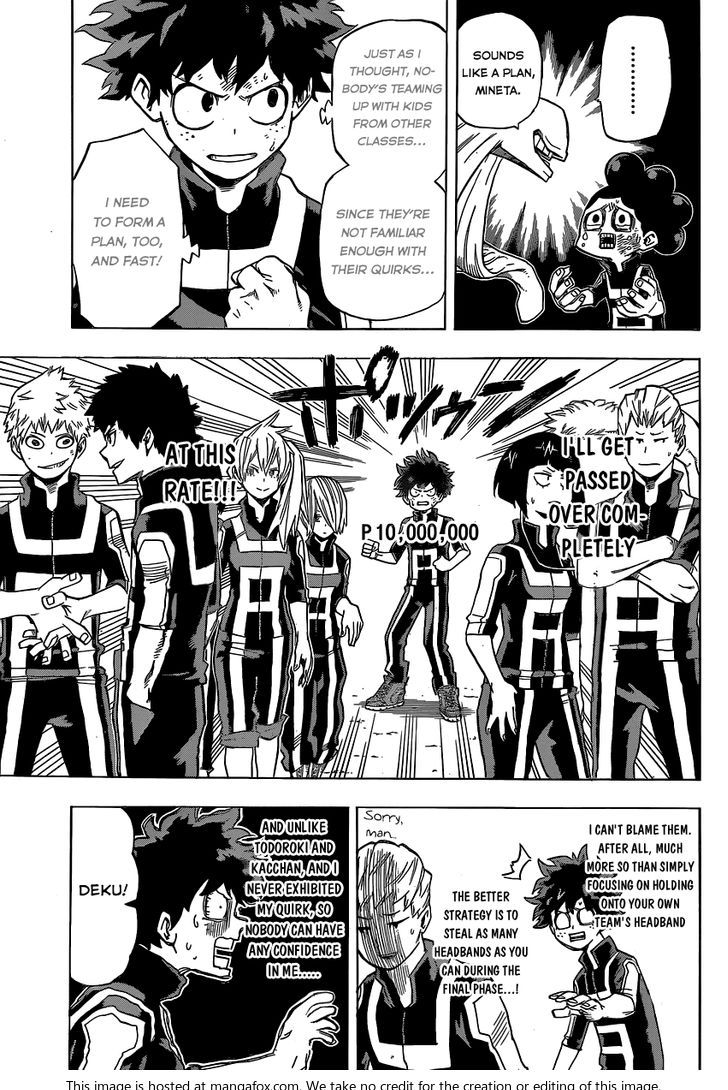 ..........
SOUNDS
LIKE A PLAN,
MINETA.
JUST AS I
THOUGHT, NO-
BODY'S TEAMING
UP WITH KIDS
FROM OTHER
CLASSES...
SINCE THEY'RE
NOT FAMILIAR
ENOUGH WITH
THEIR QUIRKS...
I NEED
TO FORM A
PLAN, TOO,
AND FAST!
ポツゥーン
I'LL GET
PASSED
OVER COM-
PLETELY
P 10,000,000
AT THIS
RATE!!!
I CAN'T BLAME THEM.
AFTER ALL, MUCH
MORE SO THAN SIMPLY
FOCUSING ON HOLDING
ONTO YOUR OWN
TEAM'S HEADBAND
Sorry,
man
THE BETTER
STRATEGY IS TO
STEAL AS MANY
HEADBANDS AS YOU
CAN DURING THE
FINAL PHASE...!
AND UNLIKE
TODOROKI AND
KACCHAN, AND I
NEVER EXHIBITED
MY QUIRK, SO
NOBODY CAN HAVE
ANY CONFIDENCE
IN ME......
DEKU!
This image is hosted at mangafox.com. We take no credit for the creation or editing of this image.